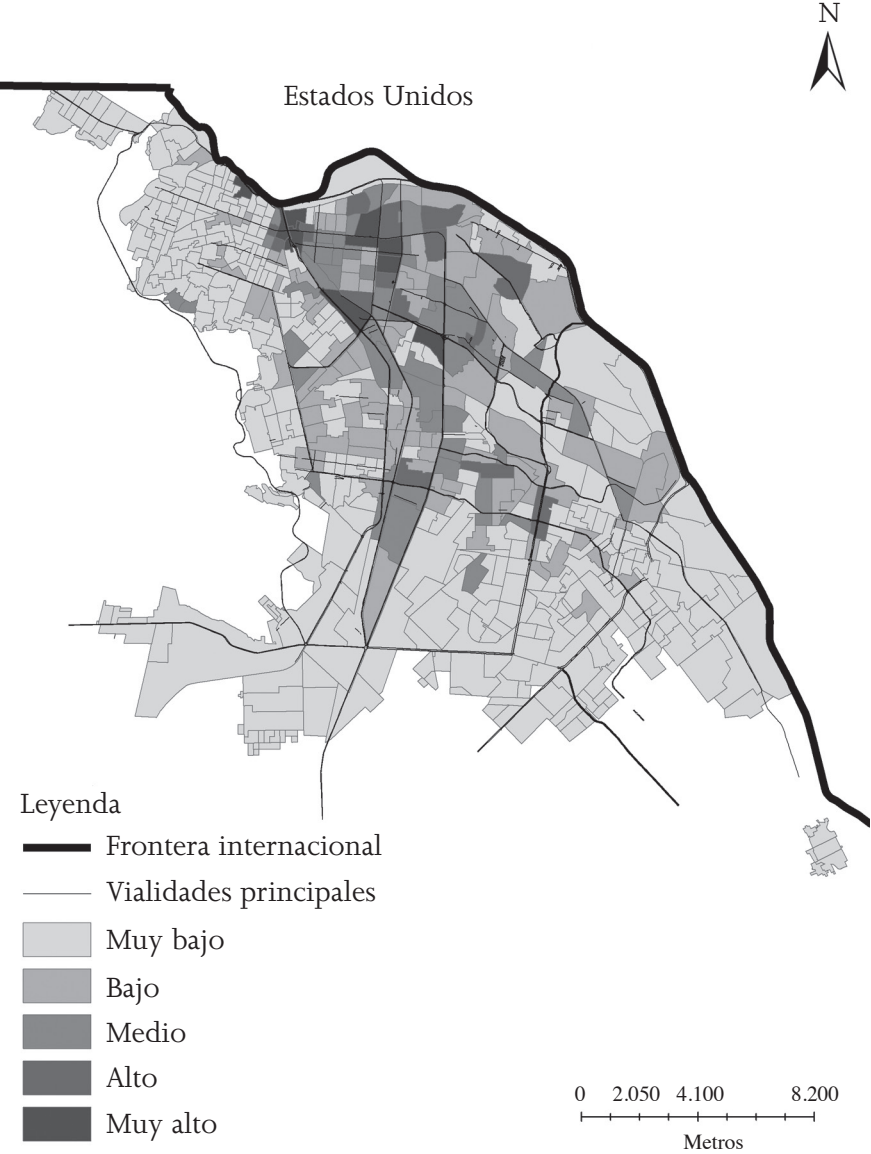 N
Estados Unidos
Leyenda
Frontera internacional
Vialidades principales
Muy bajo
Bajo
Medio
Alto
Muy alto
0 2.050 4.100 8.200
Metros